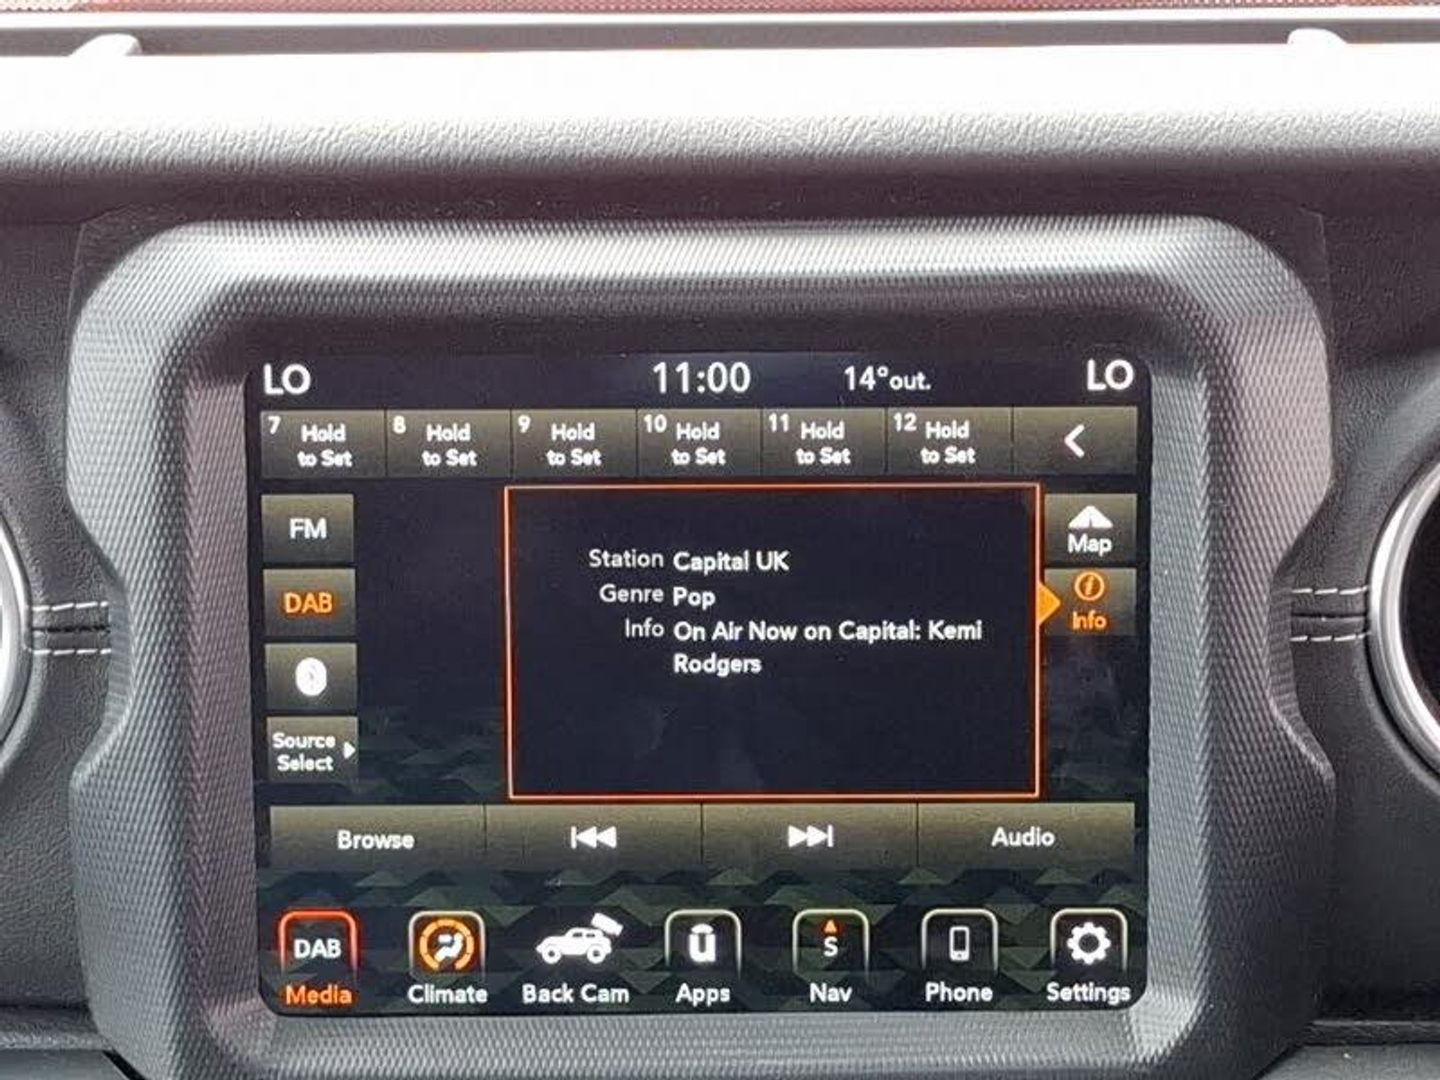 LO 11:00 14°out. LO
7 Hold to Set 8 Hold to Set 9 Hold to Set 10 Hold to Set 11 Hold to Set 12 Hold to Set
FM
DAB
Source
Select
Station Capital UK
Genre Pop
Info On Air Now on Capital: Kemi
Rodgers
Map
Info
Browse Audio
DAB S
Media Climate Back Cam Apps Nav Phone Settings